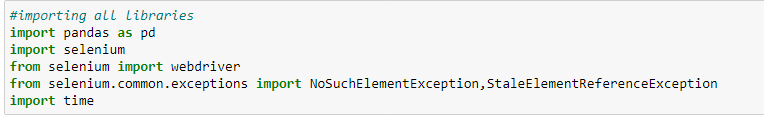 #importing all libraries
import pandas as pd
import selenium
from selenium import webdriver
from selenium.common.exceptions import NoSuchElementException,StaleElementReferenceException
import time